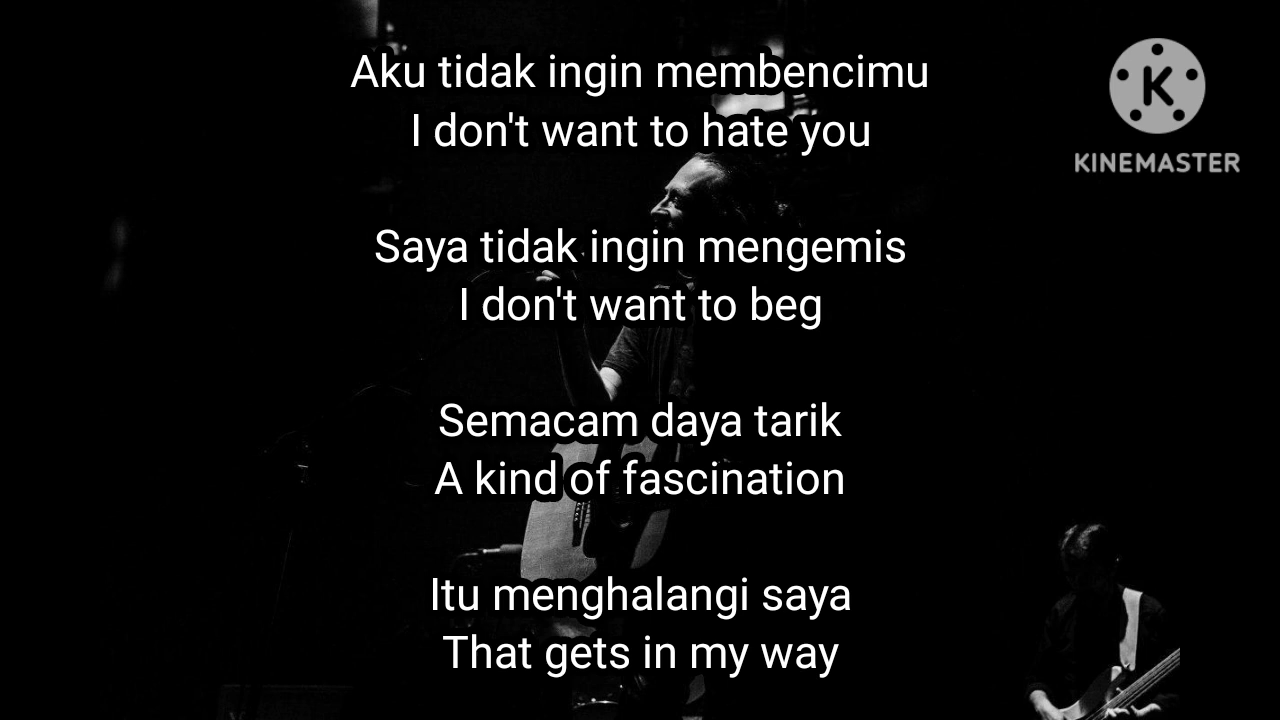 Aku tidak ingin membencimu
I don't want to hate you
Saya tidak ingin mengemis
I don't want to beg
Semacam daya tarik
A kind of fascination
Itu menghalangi saya
That gets in my way
K
KINEMASTER